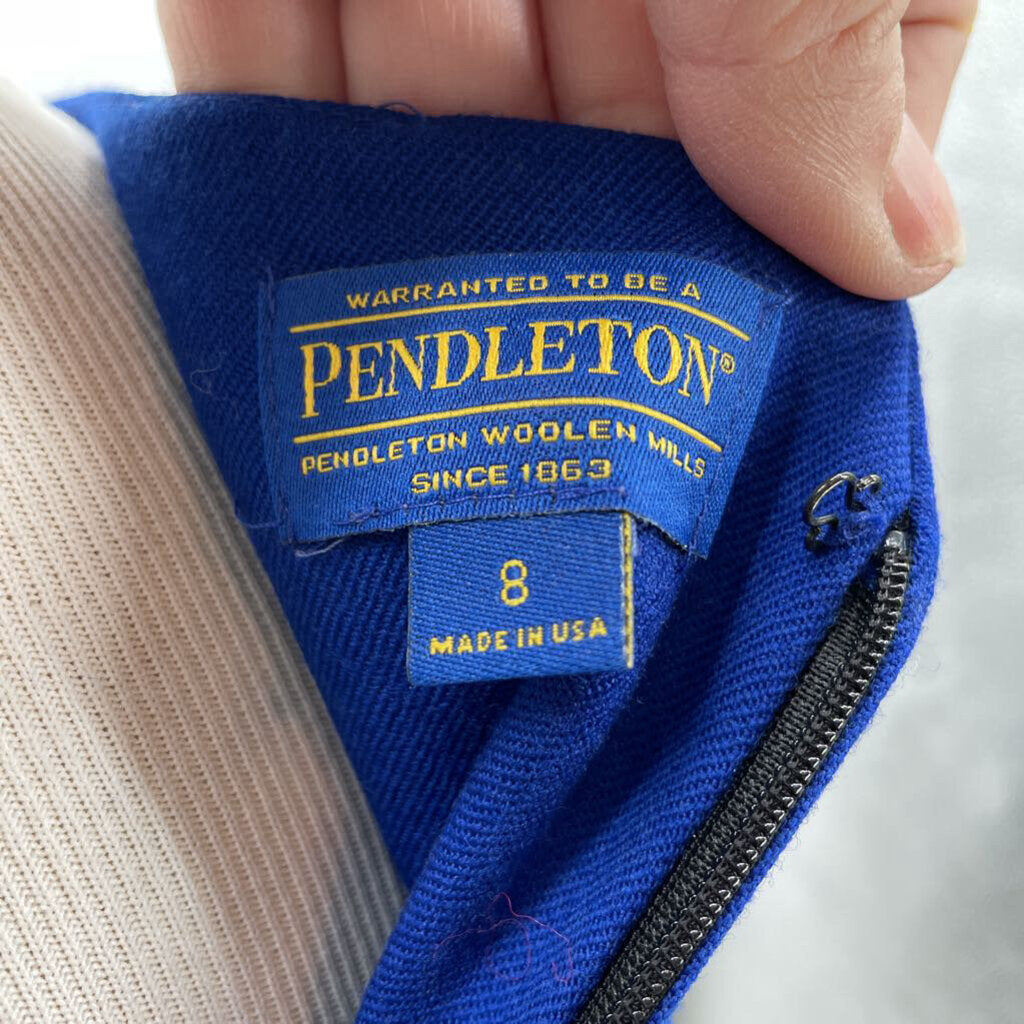 WARRANTED TO BE A
PENDLETON®
PENDLETON WOOLEN MILLS
SINCE 1863
8
MADE IN USA